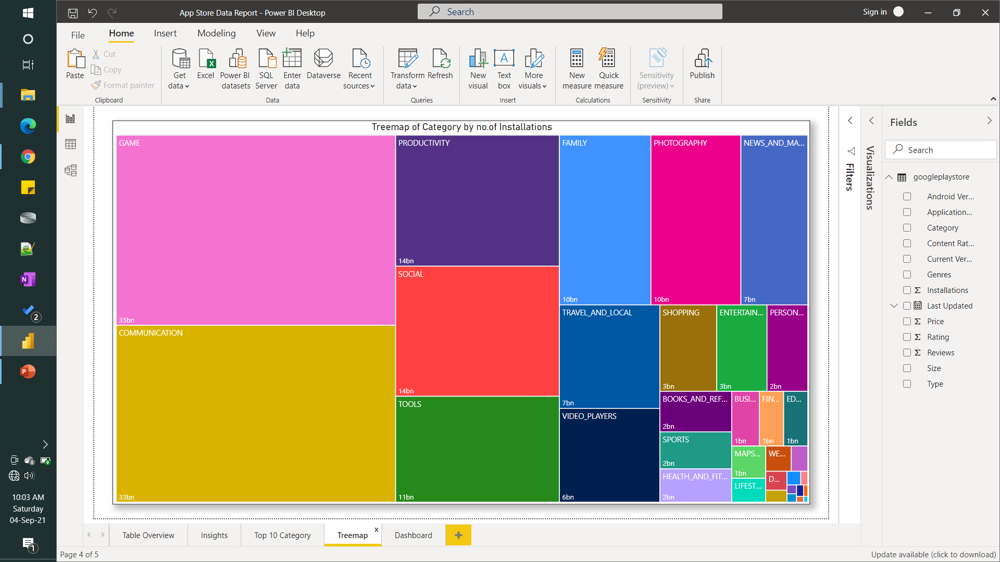 App Store Data Report - Power BI Desktop
Search
Sign in
File
Home
Insert
Modeling
View
Help
Paste
Cut
Copy
Format painter
Clipboard
Get data
Excel
Power BI datasets
SQL Server
Enter data
Dataverse
Recent sources
Data
Transform data
Refresh
Queries
New visual
Text box
More visuals
Insert
New measure
Quick measure
Calculations
Sensitivity (preview)
Sensitivity
Publish
Share
Treemap of Category by no.of Installations
GAME
35bn
COMMUNICATION
33bn
PRODUCTIVITY
14bn
SOCIAL
14bn
TOOLS
11bn
FAMILY
10bn
PHOTOGRAPHY
10bn
NEWS_AND_MA...
7bn
TRAVEL_AND_LOCAL
7bn
VIDEO_PLAYERS
6bn
SHOPPING
3bn
ENTERTAIN...
3bn
PERSON...
2bn
BOOKS_AND_REF...
2bn
SPORTS
2bn
HEALTH_AND_FIT...
2bn
BUSI...
1bn
FIN...
1bn
ED...
1bn
MAPS...
1bn
LIFEST...
WE...
D...
Filters
Visualizations
Fields
Search
googleplaystore
Android Ver...
Application...
Category
Content Rat...
Current Ver...
Genres
Installations
Last Updated
Price
Rating
Reviews
Size
Type
2
10:03 AM
Saturday
04-Sep-21
1
Table Overview
Insights
Top 10 Category
Treemap
x
Dashboard
Page 4 of 5
Update available (click to download)